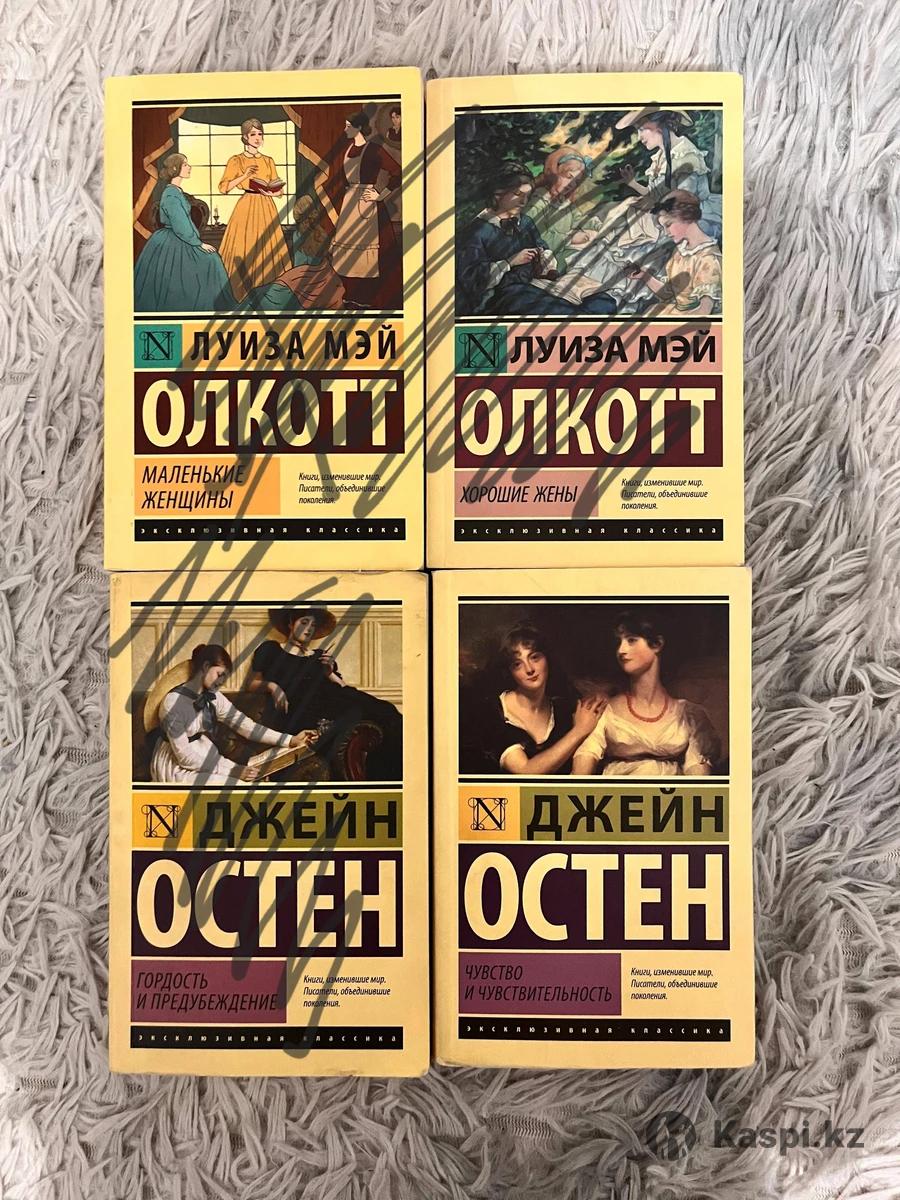 N ЛУИЗА МЭЙ
ОЛКОТТ
МАЛЕНЬКИЕ
ЖЕНЩИНЫ
Книги, изменившие мир.
Писатели, объединившие
поколения.
эксклюзивная классика
N ЛУИЗА МЭЙ
ОЛКОТТ
ХОРОШИЕ ЖЕНЫ
Книги, изменившие мир.
Писатели, объединившие
поколения.
эксклюзивная классика
N ДЖЕЙН
ОСТЕН
ГОРДОСТЬ
И ПРЕДУБЕЖДЕНИЕ
Книги, изменившие мир.
Писатели, объединившие
поколения.
эксклюзивная классика
N ДЖЕЙН
ОСТЕН
ЧУВСТВО
И ЧУВСТВИТЕЛЬНОСТЬ
Книги, изменившие мир.
Писатели, объединившие
поколения.
эксклюзивная классика
Kaspi.kz